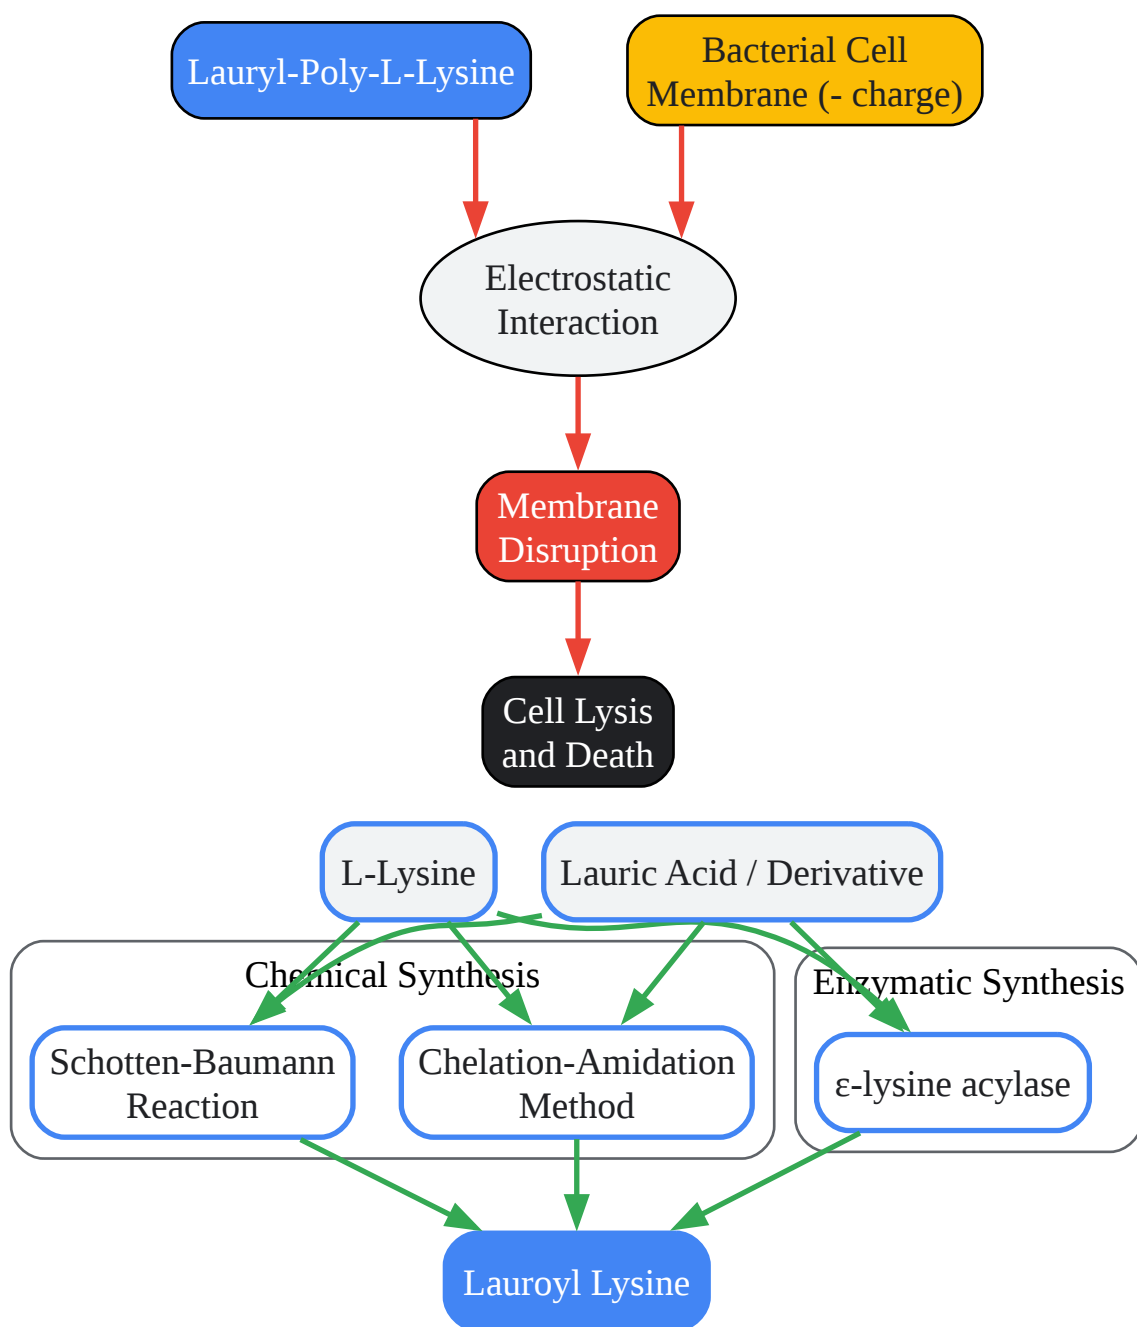 Lauryl-Poly-L-Lysine
Bacterial Cell
Membrane (- charge)
Electrostatic
Interaction
Membrane
Disruption
Cell Lysis
and Death
L-Lysine
Lauric Acid / Derivative
Chemical Synthesis
Enzymatic Synthesis
Schotten-Baumann
Reaction
Chelation-Amidation
Method
ε-lysine acylase
Lauroyl Lysine